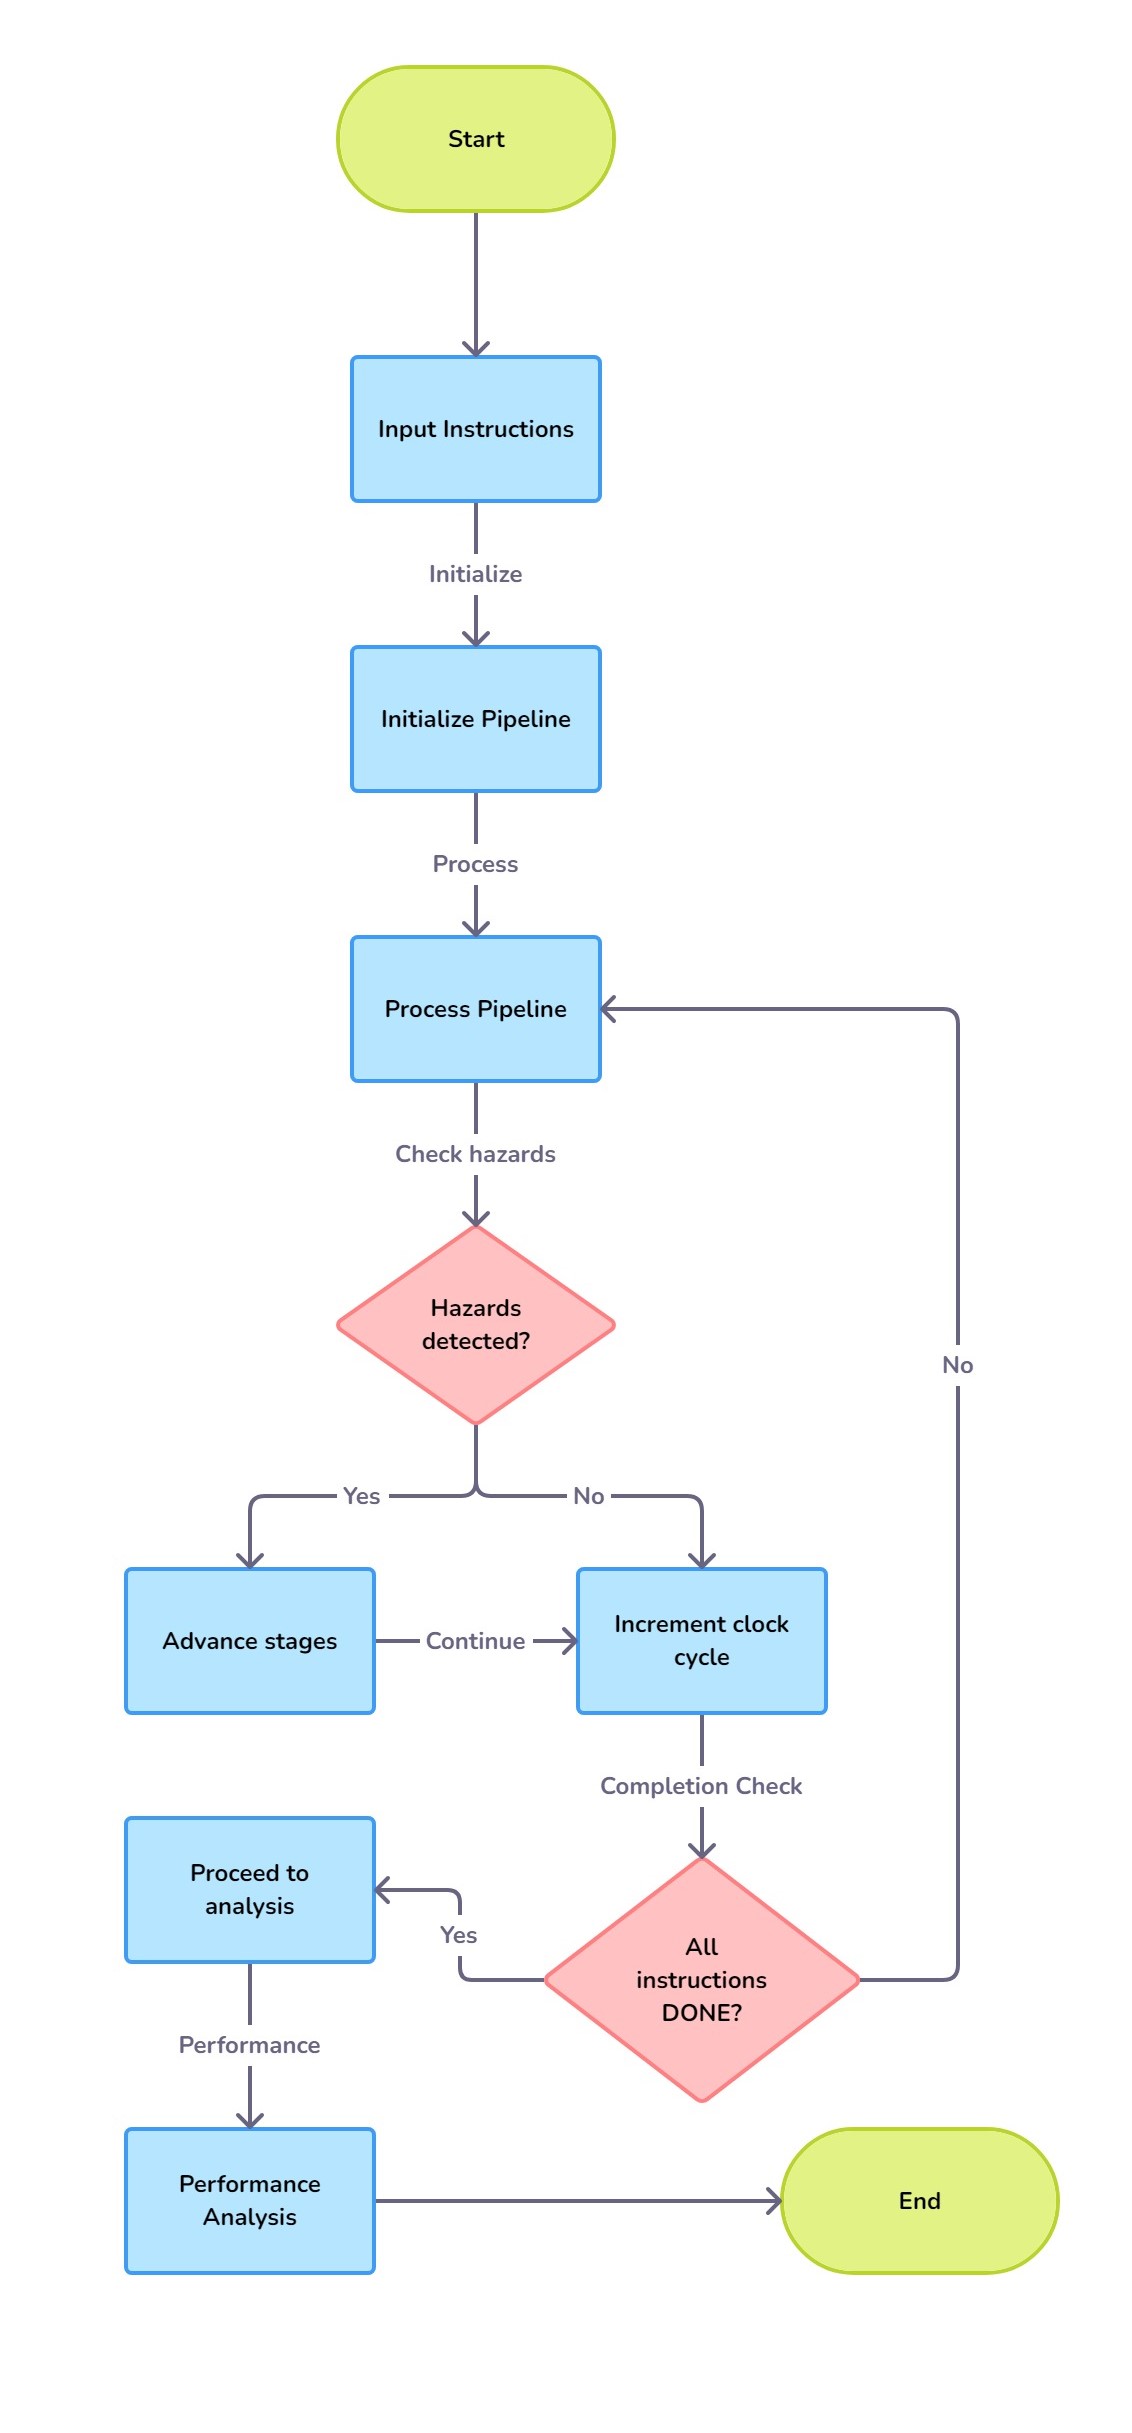 Start
Input Instructions
Initialize
Initialize Pipeline
Process
Process Pipeline
Check hazards
Hazards
detected?
No
Yes
No
Advance stages
Continue
Increment clock
cycle
Completion Check
Proceed to
analysis
Yes
All
instructions
DONE?
Performance
Performance
Analysis
End